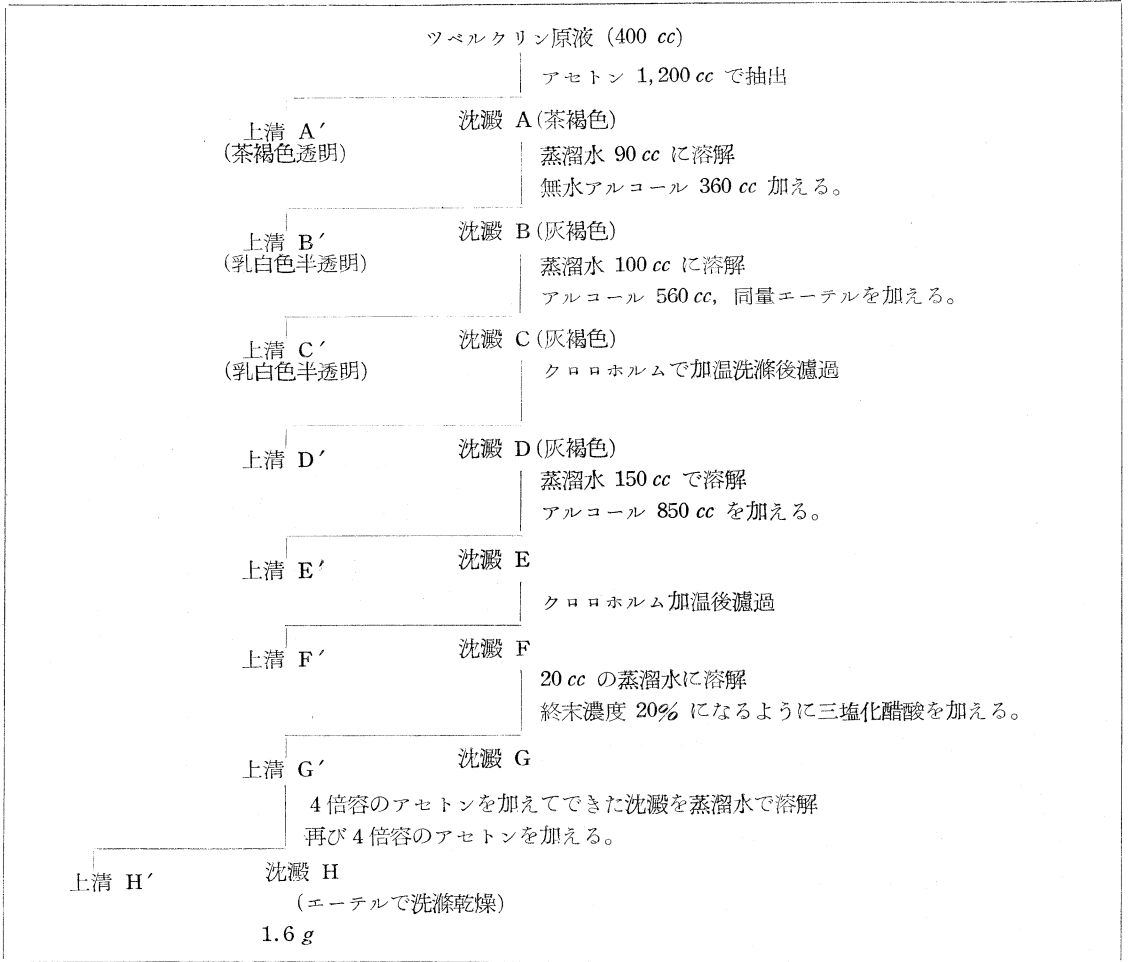 ツベルクリン原液 (400 cc)
アセトン 1,200 cc で抽出
上清 A′
(茶褐色透明)
沈澱 A (茶褐色)
蒸溜水 90 cc に溶解
無水アルコール 360 cc 加える。
上清 B′
(乳白色半透明)
沈澱 B (灰褐色)
蒸溜水 100 cc に溶解
アルコール 560 cc, 同量エーテルを加える。
上清 C′
(乳白色半透明)
沈澱 C (灰褐色)
クロロホルムで加温洗滌後濾過
上清 D′
沈澱 D (灰褐色)
蒸溜水 150 cc で溶解
アルコール 850 cc を加える。
上清 E′
沈澱 E
クロロホルム加温後濾過
上清 F′
沈澱 F
20 cc の蒸溜水に溶解
終末濃度 20% になるように三塩化醋酸を加える。
上清 G′
沈澱 G
4倍容のアセトンを加えてできた沈澱を蒸溜水で溶解
再び4倍容のアセトンを加える。
上清 H′
沈澱 H
(エーテルで洗滌乾燥)
1.6 g